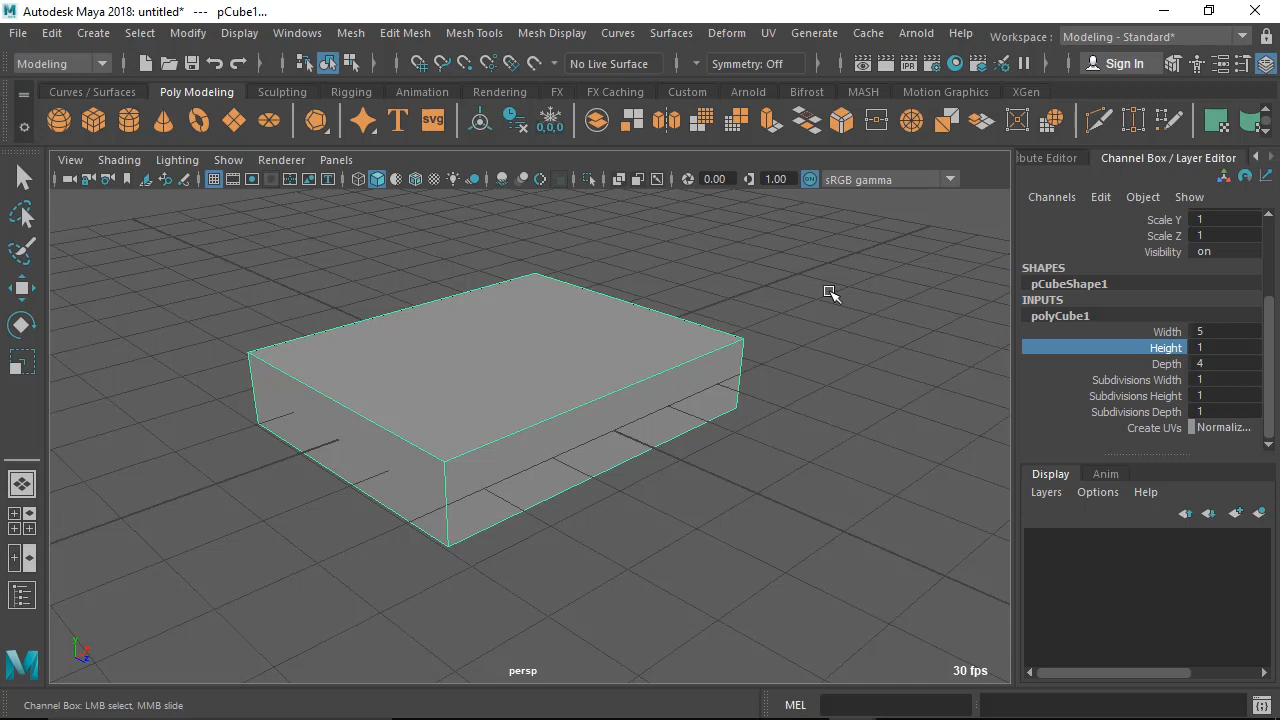 Autodesk Maya 2018: untitled* --- pCube1...
File Edit Create Select Modify Display Windows Mesh Edit Mesh Mesh Tools Mesh Display Curves Surfaces Deform UV Generate Cache Arnold Help Workspace : Modeling - Standard*
Modeling No Live Surface Symmetry: Off Sign In
Curves / Surfaces Poly Modeling Sculpting Rigging Animation Rendering FX FX Caching Custom Arnold Bifrost MASH Motion Graphics XGen
T svg 0,0,0
View Shading Lighting Show Renderer Panels
0.00 1.00 ON sRGB gamma
bute Editor Channel Box / Layer Editor
Channels Edit Object Show
Scale Y 1
Scale Z 1
Visibility on
SHAPES
pCubeShape1
INPUTS
polyCube1
Width 5
Height 1
Depth 4
Subdivisions Width 1
Subdivisions Height 1
Subdivisions Depth 1
Create UVs Normaliz...
Display Anim
Layers Options Help
Y X Z
persp
30 fps
Channel Box: LMB select, MMB slide
MEL